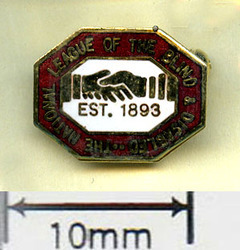 THE NATIONAL LEAGUE OF THE BLIND & DISABLED
EST. 1893
10mm